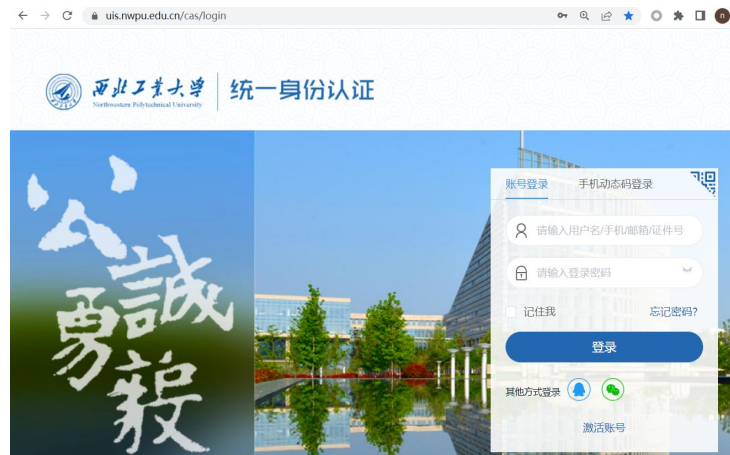 uis.nwpu.edu.cn/cas/login
n
西北工业大学
Northwestern Polytechnical University
统一身份认证
公
誠
勇
毅
账号登录 手机动态码登录
请输入用户名/手机/邮箱/证件号
请输入登录密码
记住我 忘记密码?
登录
其他方式登录
激活账号